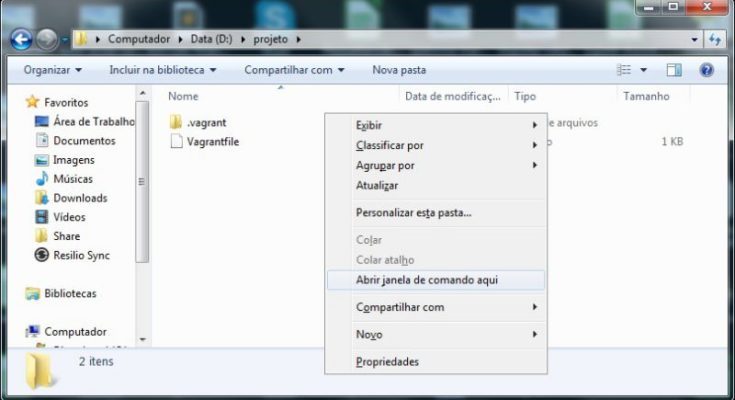 Computador ▸ Data (D:) ▸ projeto ▸
Organizar Incluir na biblioteca Compartilhar com Nova pasta
Favoritos
Área de Trabalho
Documentos
Imagens
Músicas
Downloads
Vídeos
Share
Resilio Sync
Bibliotecas
Computador
Nome Data de modificaç... Tipo Tamanho
.vagrant de arquivos
Vagrantfile 1 KB
Exibir
Classificar por
Agrupar por
Atualizar
Personalizar esta pasta...
Colar
Colar atalho
Abrir janela de comando aqui
Compartilhar com
Novo
Propriedades
2 itens